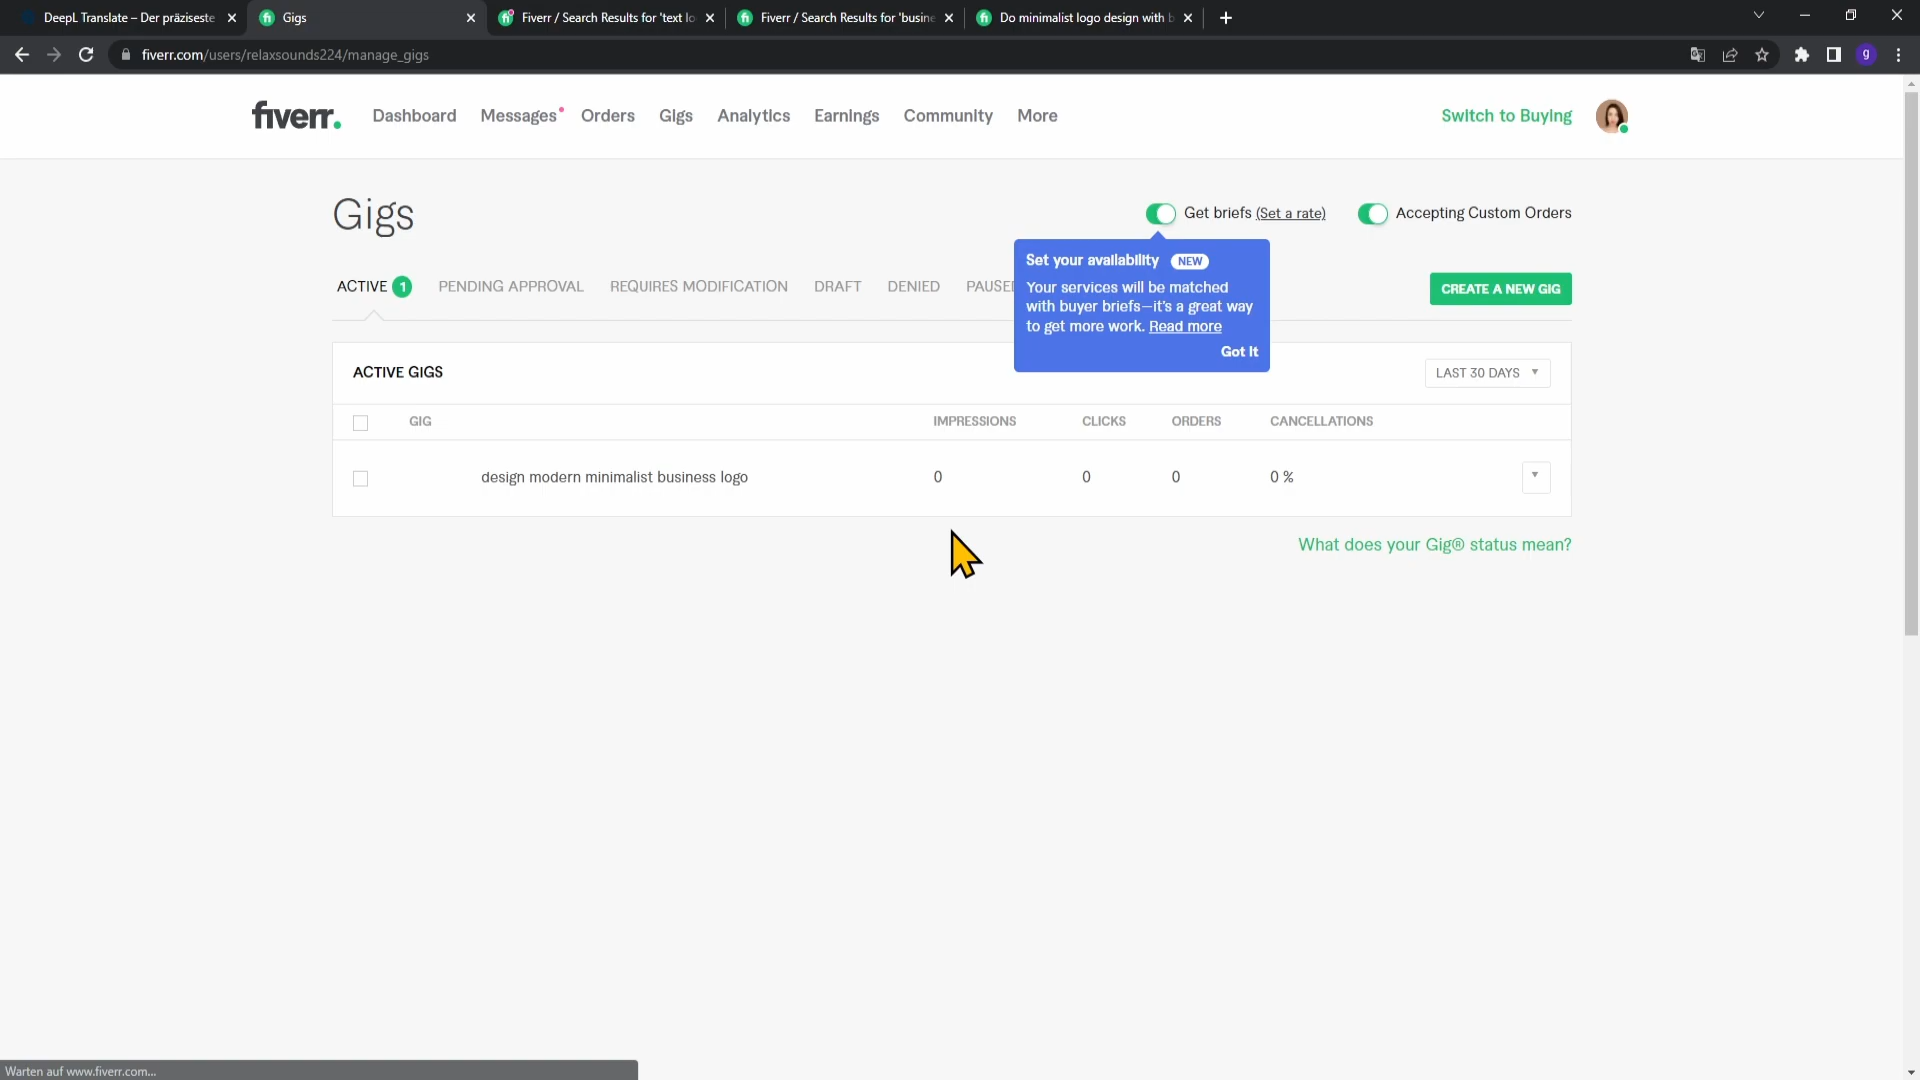 DeepL Translate – Der präziseste
Gigs
Fiverr / Search Results for 'text lo
Fiverr / Search Results for 'busine
Do minimalist logo design with b
fiverr.com/users/relaxsounds224/manage_gigs
g
fiverr.
Dashboard
Messages
Orders
Gigs
Analytics
Earnings
Community
More
Switch to Buying
Gigs
Get briefs (Set a rate)
Accepting Custom Orders
Set your availability NEW
Your services will be matched
with buyer briefs—it's a great way
to get more work. Read more
Got It
ACTIVE 1
PENDING APPROVAL
REQUIRES MODIFICATION
DRAFT
DENIED
PAUSED
CREATE A NEW GIG
ACTIVE GIGS
LAST 30 DAYS
GIG
IMPRESSIONS
CLICKS
ORDERS
CANCELLATIONS
design modern minimalist business logo
0
0
0
0 %
What does your Gig® status mean?
Warten auf www.fiverr.com...